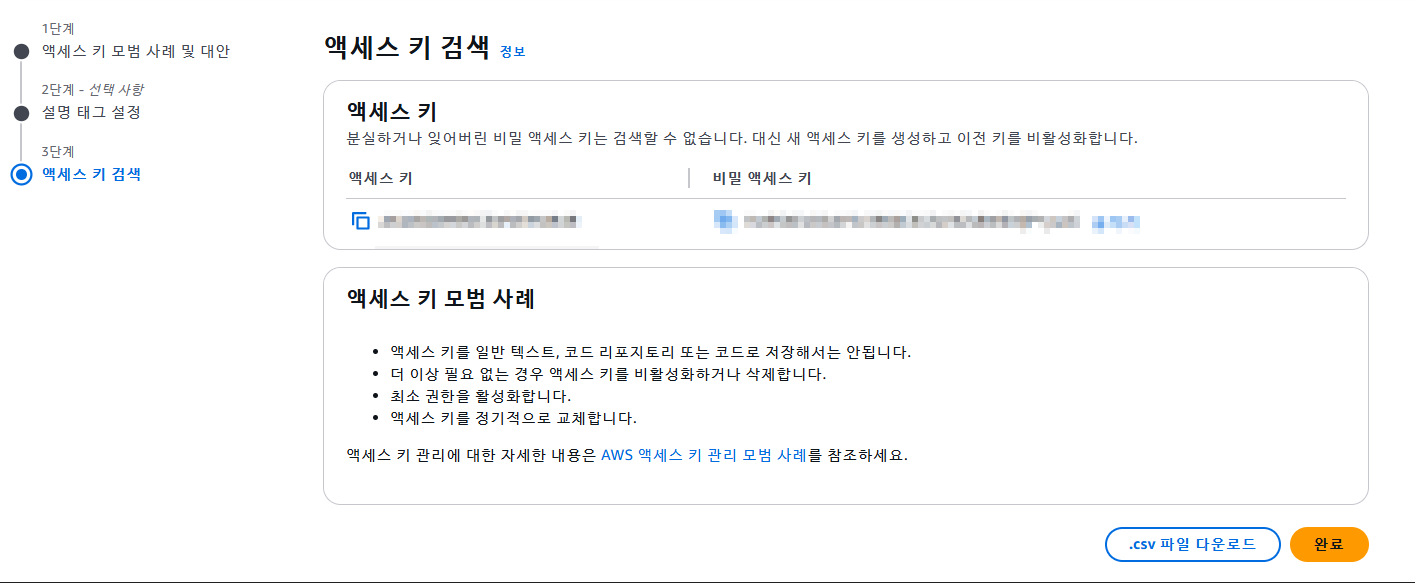 1단계
액세스 키 모범 사례 및 대안
2단계 - 선택 사항
설명 태그 설정
3단계
액세스 키 검색
액세스 키 검색 정보
액세스 키
분실하거나 잊어버린 비밀 액세스 키는 검색할 수 없습니다. 대신 새 액세스 키를 생성하고 이전 키를 비활성화합니다.
액세스 키 비밀 액세스 키
액세스 키 모범 사례
• 액세스 키를 일반 텍스트, 코드 리포지토리 또는 코드로 저장해서는 안됩니다.
• 더 이상 필요 없는 경우 액세스 키를 비활성화하거나 삭제합니다.
• 최소 권한을 활성화합니다.
• 액세스 키를 정기적으로 교체합니다.
액세스 키 관리에 대한 자세한 내용은 AWS 액세스 키 관리 모범 사례를 참조하세요.
.csv 파일 다운로드 완료